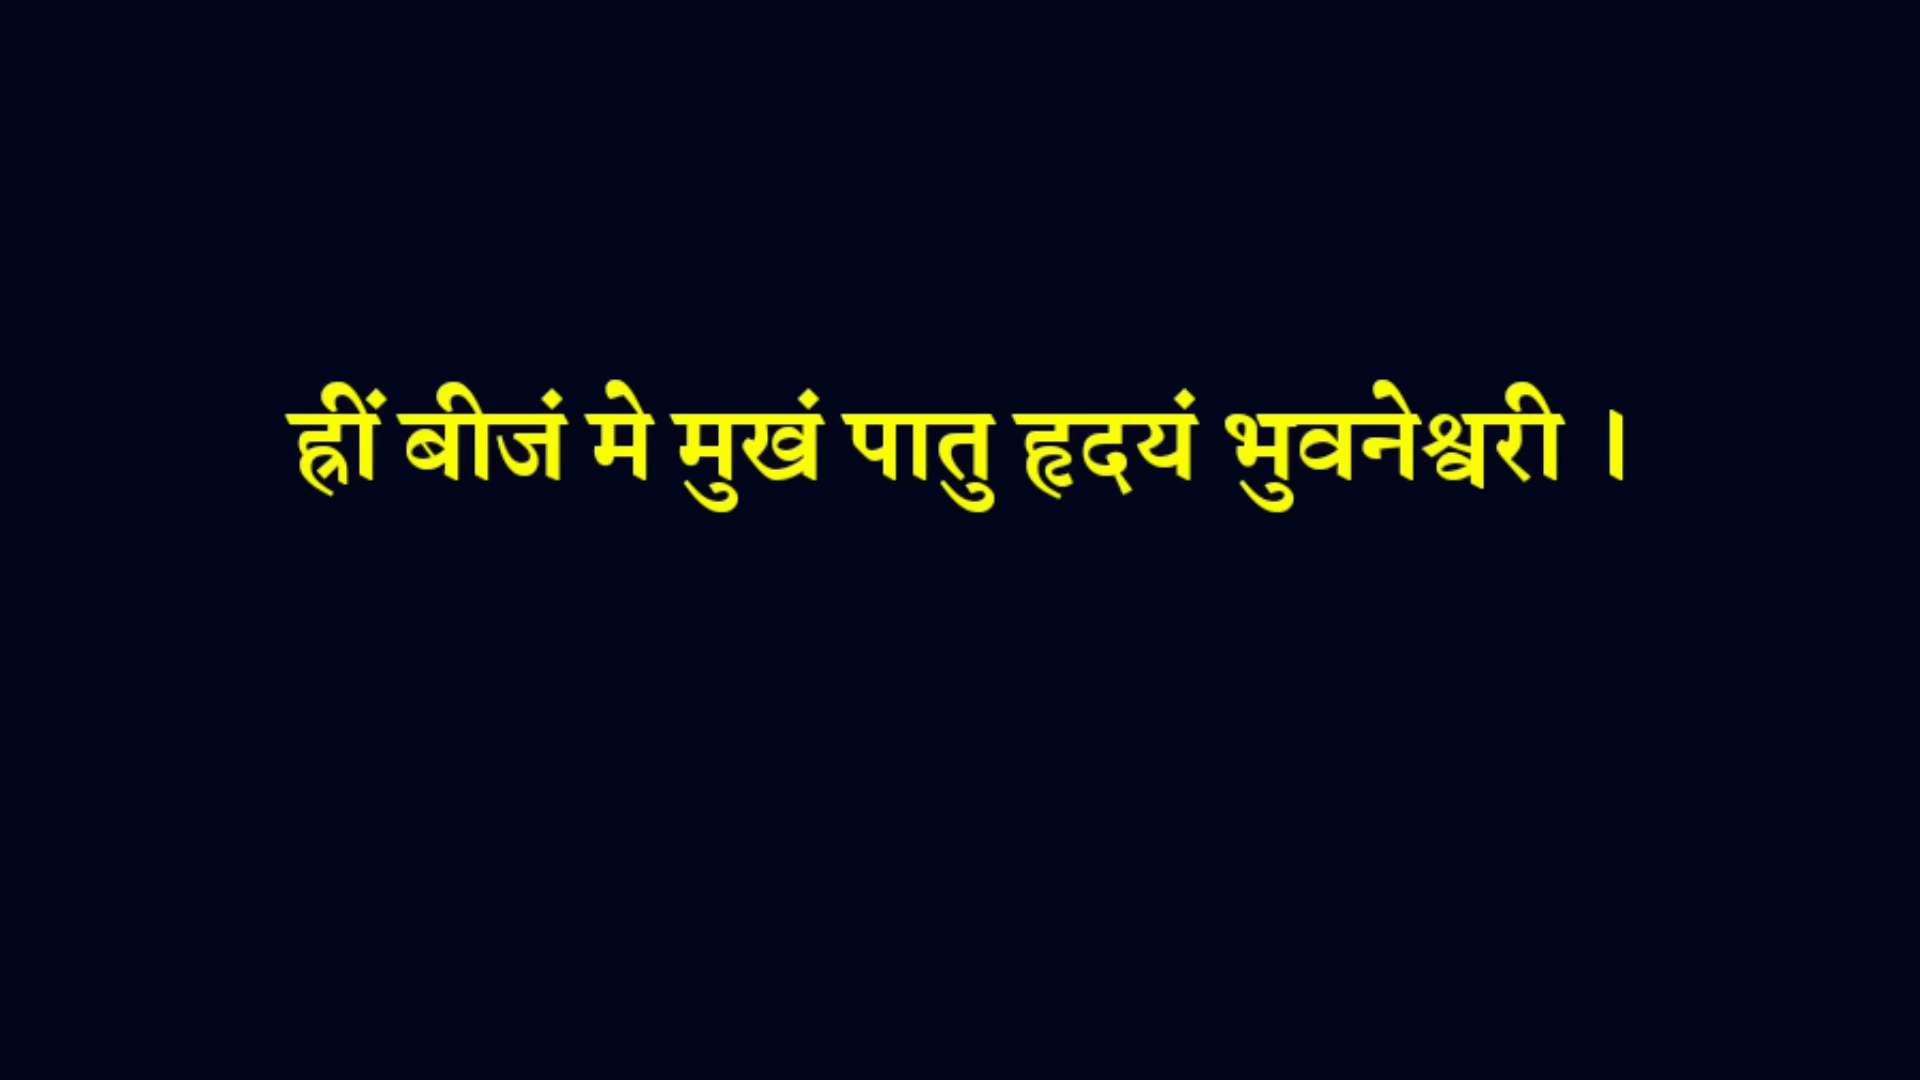 ह्रीं बीजं मे मुखं पातु हृदयं भुवनेश्वरी ।